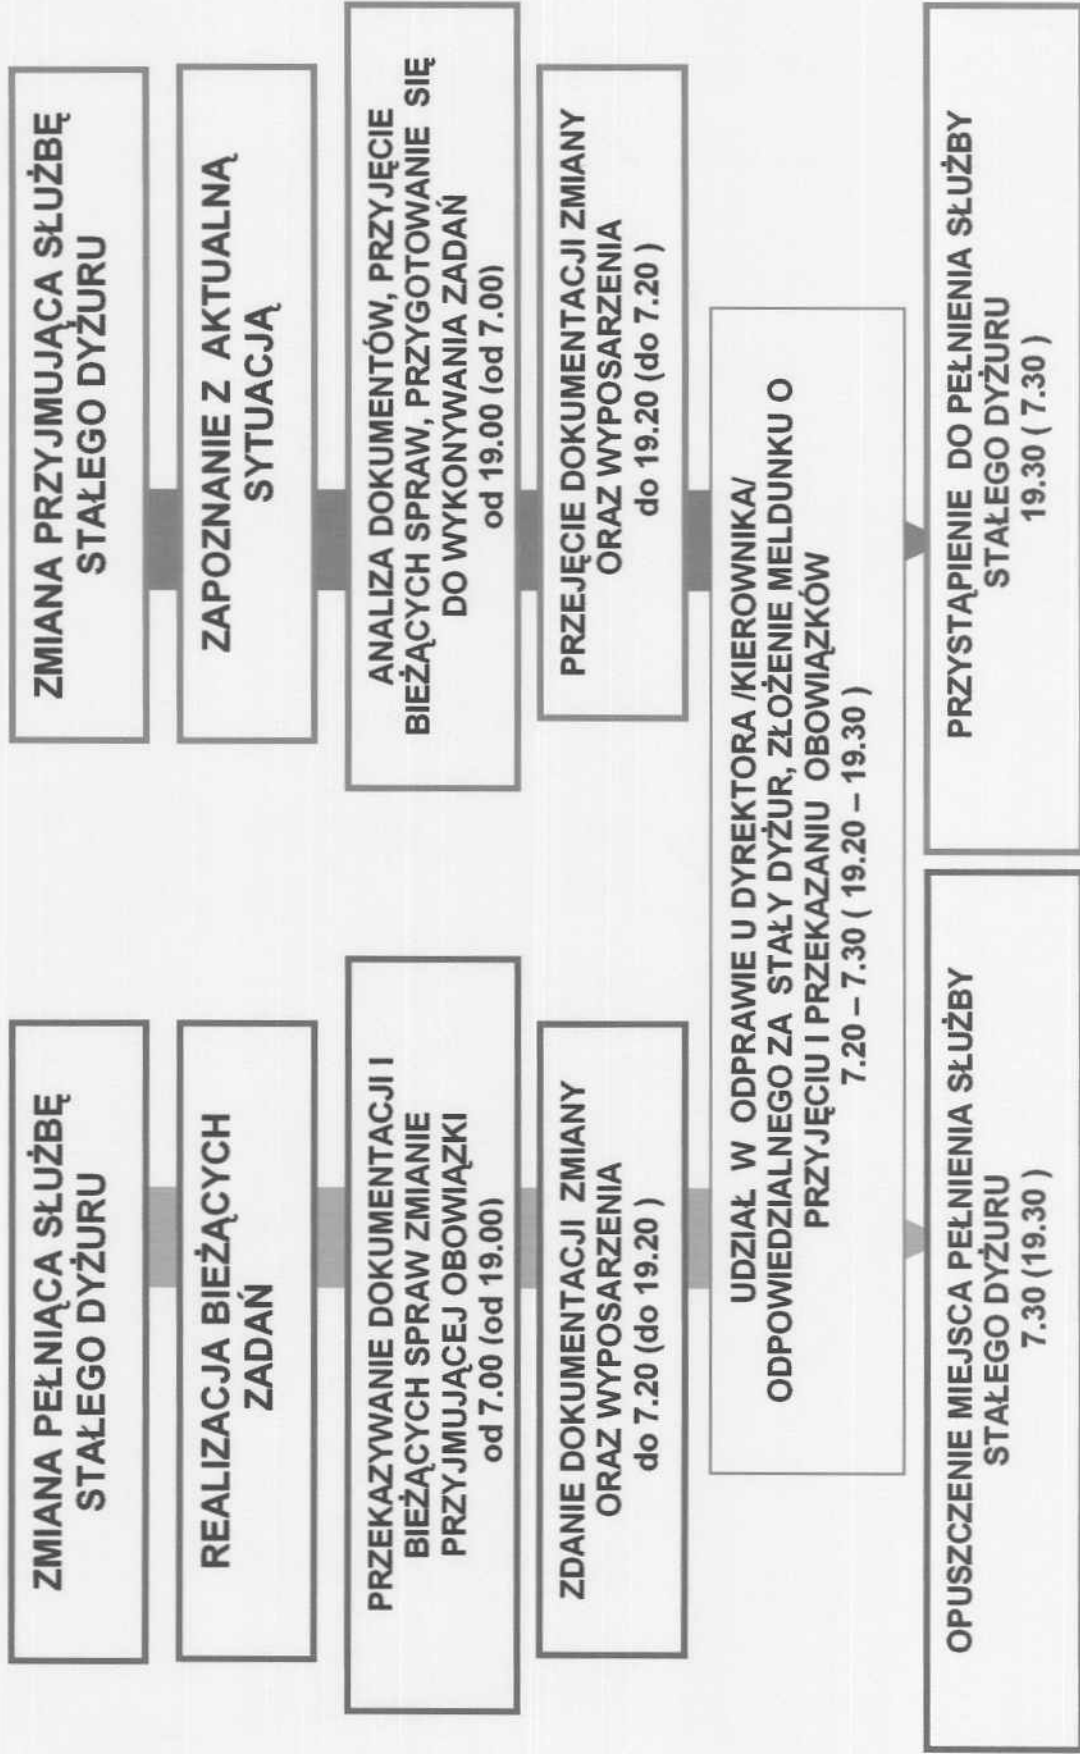 ZMIANA PEŁNIĄCA SŁUŻBĘ
STAŁEGO DYŻURU
REALIZACJA BIEŻĄCYCH
ZADAŃ
PRZEKAZYWANIE DOKUMENTACJI I
BIEŻĄCYCH SPRAW ZMIANIE
PRZYJMUJĄCEJ OBOWIĄZKI
od 7.00 (od 19.00)
ZDANIE DOKUMENTACJI ZMIANY
ORAZ WYPOSARZENIA
do 7.20 (do 19.20 )
ZMIANA PRZYJMUJĄCA SŁUŻBĘ
STAŁEGO DYŻURU
ZAPOZNANIE Z AKTUALNĄ
SYTUACJĄ
ANALIZA DOKUMENTÓW, PRZYJĘCIE
BIEŻĄCYCH SPRAW, PRZYGOTOWANIE SIĘ
DO WYKONYWANIA ZADAŃ
od 19.00 (od 7.00)
PRZEJĘCIE DOKUMENTACJI ZMIANY
ORAZ WYPOSARZENIA
do 19.20 (do 7.20 )
UDZIAŁ W ODPRAWIE U DYREKTORA /KIEROWNIKA/
ODPOWIEDZIALNEGO ZA STAŁY DYŻUR, ZŁOŻENIE MELDUNKU O
PRZYJĘCIU I PRZEKAZANIU OBOWIĄZKÓW
7.20 – 7.30 ( 19.20 – 19.30 )
OPUSZCZENIE MIEJSCA PEŁNIENIA SŁUŻBY
STAŁEGO DYŻURU
7.30 (19.30 )
PRZYSTĄPIENIE DO PEŁNIENIA SŁUŻBY
STAŁEGO DYŻURU
19.30 ( 7.30 )